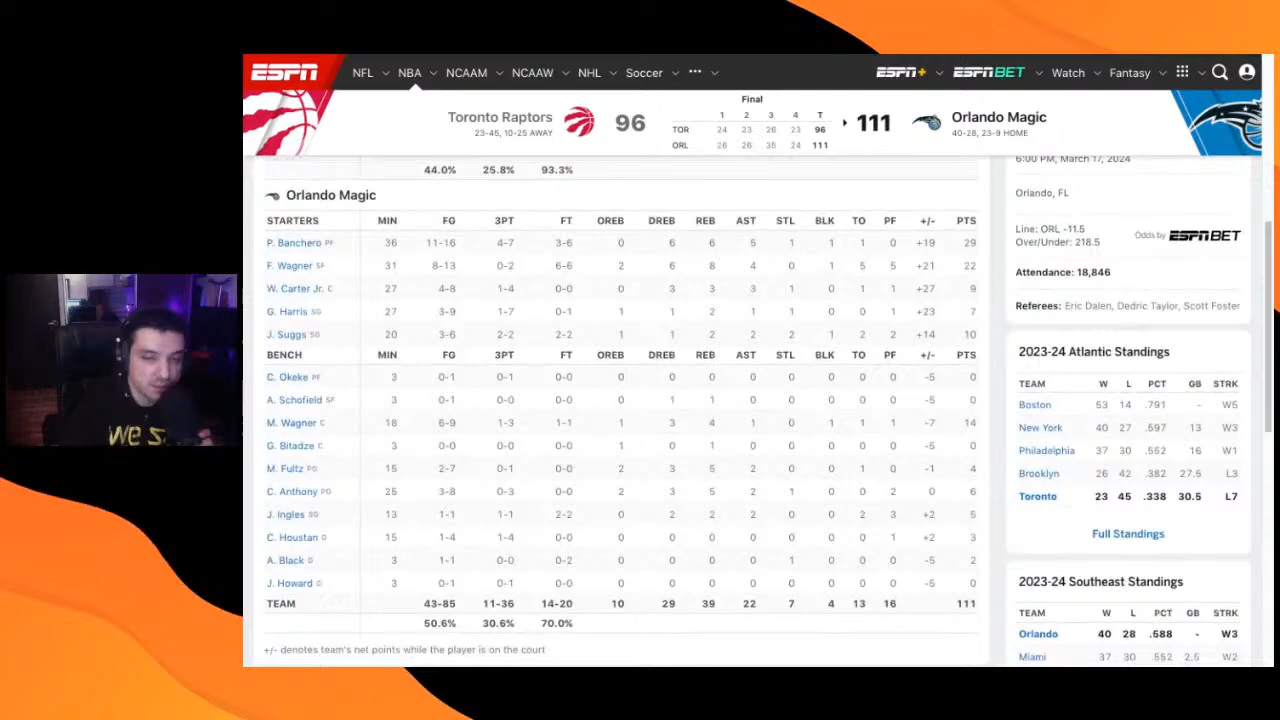 ESPN NFL NBA NCAAM NCAAW NHL Soccer ••• ESPN+ ESPN BET Watch Fantasy
Toronto Raptors 96 Final 111 Orlando Magic
23-45, 10-25 AWAY 40-28, 23-9 HOME
1 2 3 4 T
TOR 24 23 26 23 96
ORL 26 26 35 24 111
44.0% 25.8% 93.3%
Orlando Magic
STARTERS MIN FG 3PT FT OREB DREB REB AST STL BLK TO PF +/- PTS
P. Banchero PF 36 11-16 4-7 3-6 0 6 6 5 1 1 1 0 +19 29
F. Wagner SF 31 8-13 0-2 6-6 2 6 8 4 0 1 5 5 +21 22
W. Carter Jr. C 27 4-8 1-4 0-0 0 3 3 3 1 0 1 1 +27 9
G. Harris SG 27 3-9 1-7 0-1 1 1 2 1 1 0 0 1 +23 7
J. Suggs SG 20 3-6 2-2 2-2 1 1 2 2 2 1 2 2 +14 10
BENCH MIN FG 3PT FT OREB DREB REB AST STL BLK TO PF +/- PTS
C. Okeke PF 3 0-1 0-1 0-0 0 0 0 0 0 0 0 0 -5 0
A. Schofield SF 3 0-1 0-0 0-0 0 1 1 0 0 0 0 0 -5 0
M. Wagner C 18 6-9 1-3 1-1 1 3 4 1 0 1 1 1 -7 14
G. Bitadze C 3 0-0 0-0 0-0 1 0 1 0 0 0 0 0 -5 0
M. Fultz PG 15 2-7 0-1 0-0 2 3 5 2 0 0 1 0 -1 4
C. Anthony PG 25 3-8 0-3 0-0 2 3 5 2 1 0 0 2 0 6
J. Ingles SG 13 1-1 1-1 2-2 0 2 2 2 0 0 2 3 +2 5
C. Houstan G 15 1-4 1-4 0-0 0 0 0 0 0 0 0 1 +2 3
A. Black G 3 1-1 0-0 0-2 0 0 0 0 1 0 0 0 -5 2
J. Howard G 3 0-1 0-1 0-0 0 0 0 0 0 0 0 0 -5 0
TEAM 43-85 11-36 14-20 10 29 39 22 7 4 13 16 111
50.6% 30.6% 70.0%
+/- denotes team's net points while the player is on the court
6:00 PM, March 17, 2024
Orlando, FL
Line: ORL -11.5
Over/Under: 218.5
Odds by ESPN BET
Attendance: 18,846
Referees: Eric Dalen, Dedric Taylor, Scott Foster
2023-24 Atlantic Standings
TEAM W L PCT GB STRK
Boston 53 14 .791 - W5
New York 40 27 .597 13 W3
Philadelphia 37 30 .552 16 W1
Brooklyn 26 42 .382 27.5 L3
Toronto 23 45 .338 30.5 L7
Full Standings
2023-24 Southeast Standings
TEAM W L PCT GB STRK
Orlando 40 28 .588 - W3
Miami 37 30 .552 2.5 W2